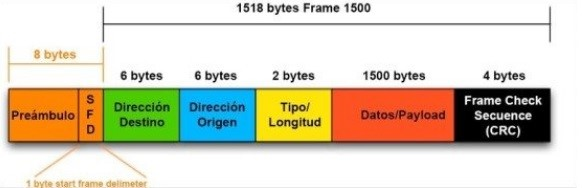 1518 bytes Frame 1500
8 bytes
6 bytes
6 bytes
2 bytes
1500 bytes
4 bytes
Preámbulo
S
F
D
Dirección
Destino
Dirección
Origen
Tipo/
Longitud
Datos/Payload
Frame Check
Secuence
(CRC)
1 byte start frame delimeter